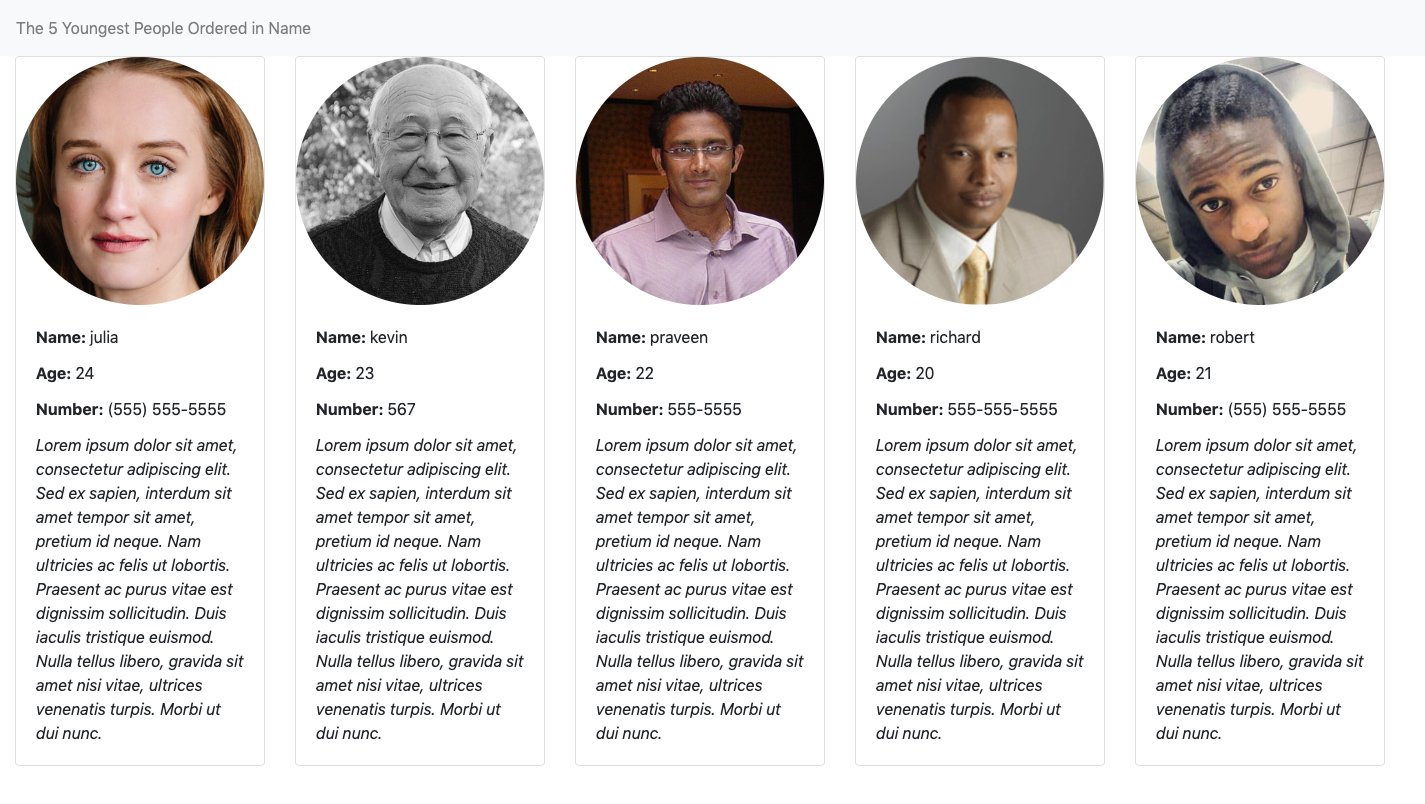 The 5 Youngest People Ordered in Name
Name: julia
Age: 24
Number: (555) 555-5555
Lorem ipsum dolor sit amet,
consectetur adipiscing elit.
Sed ex sapien, interdum sit
amet tempor sit amet,
pretium id neque. Nam
ultricies ac felis ut lobortis.
Praesent ac purus vitae est
dignissim sollicitudin. Duis
iaculis tristique euismod.
Nulla tellus libero, gravida sit
amet nisi vitae, ultrices
venenatis turpis. Morbi ut
dui nunc.
Name: kevin
Age: 23
Number: 567
Lorem ipsum dolor sit amet,
consectetur adipiscing elit.
Sed ex sapien, interdum sit
amet tempor sit amet,
pretium id neque. Nam
ultricies ac felis ut lobortis.
Praesent ac purus vitae est
dignissim sollicitudin. Duis
iaculis tristique euismod.
Nulla tellus libero, gravida sit
amet nisi vitae, ultrices
venenatis turpis. Morbi ut
dui nunc.
Name: praveen
Age: 22
Number: 555-5555
Lorem ipsum dolor sit amet,
consectetur adipiscing elit.
Sed ex sapien, interdum sit
amet tempor sit amet,
pretium id neque. Nam
ultricies ac felis ut lobortis.
Praesent ac purus vitae est
dignissim sollicitudin. Duis
iaculis tristique euismod.
Nulla tellus libero, gravida sit
amet nisi vitae, ultrices
venenatis turpis. Morbi ut
dui nunc.
Name: richard
Age: 20
Number: 555-555-5555
Lorem ipsum dolor sit amet,
consectetur adipiscing elit.
Sed ex sapien, interdum sit
amet tempor sit amet,
pretium id neque. Nam
ultricies ac felis ut lobortis.
Praesent ac purus vitae est
dignissim sollicitudin. Duis
iaculis tristique euismod.
Nulla tellus libero, gravida sit
amet nisi vitae, ultrices
venenatis turpis. Morbi ut
dui nunc.
Name: robert
Age: 21
Number: (555) 555-5555
Lorem ipsum dolor sit amet,
consectetur adipiscing elit.
Sed ex sapien, interdum sit
amet tempor sit amet,
pretium id neque. Nam
ultricies ac felis ut lobortis.
Praesent ac purus vitae est
dignissim sollicitudin. Duis
iaculis tristique euismod.
Nulla tellus libero, gravida sit
amet nisi vitae, ultrices
venenatis turpis. Morbi ut
dui nunc.